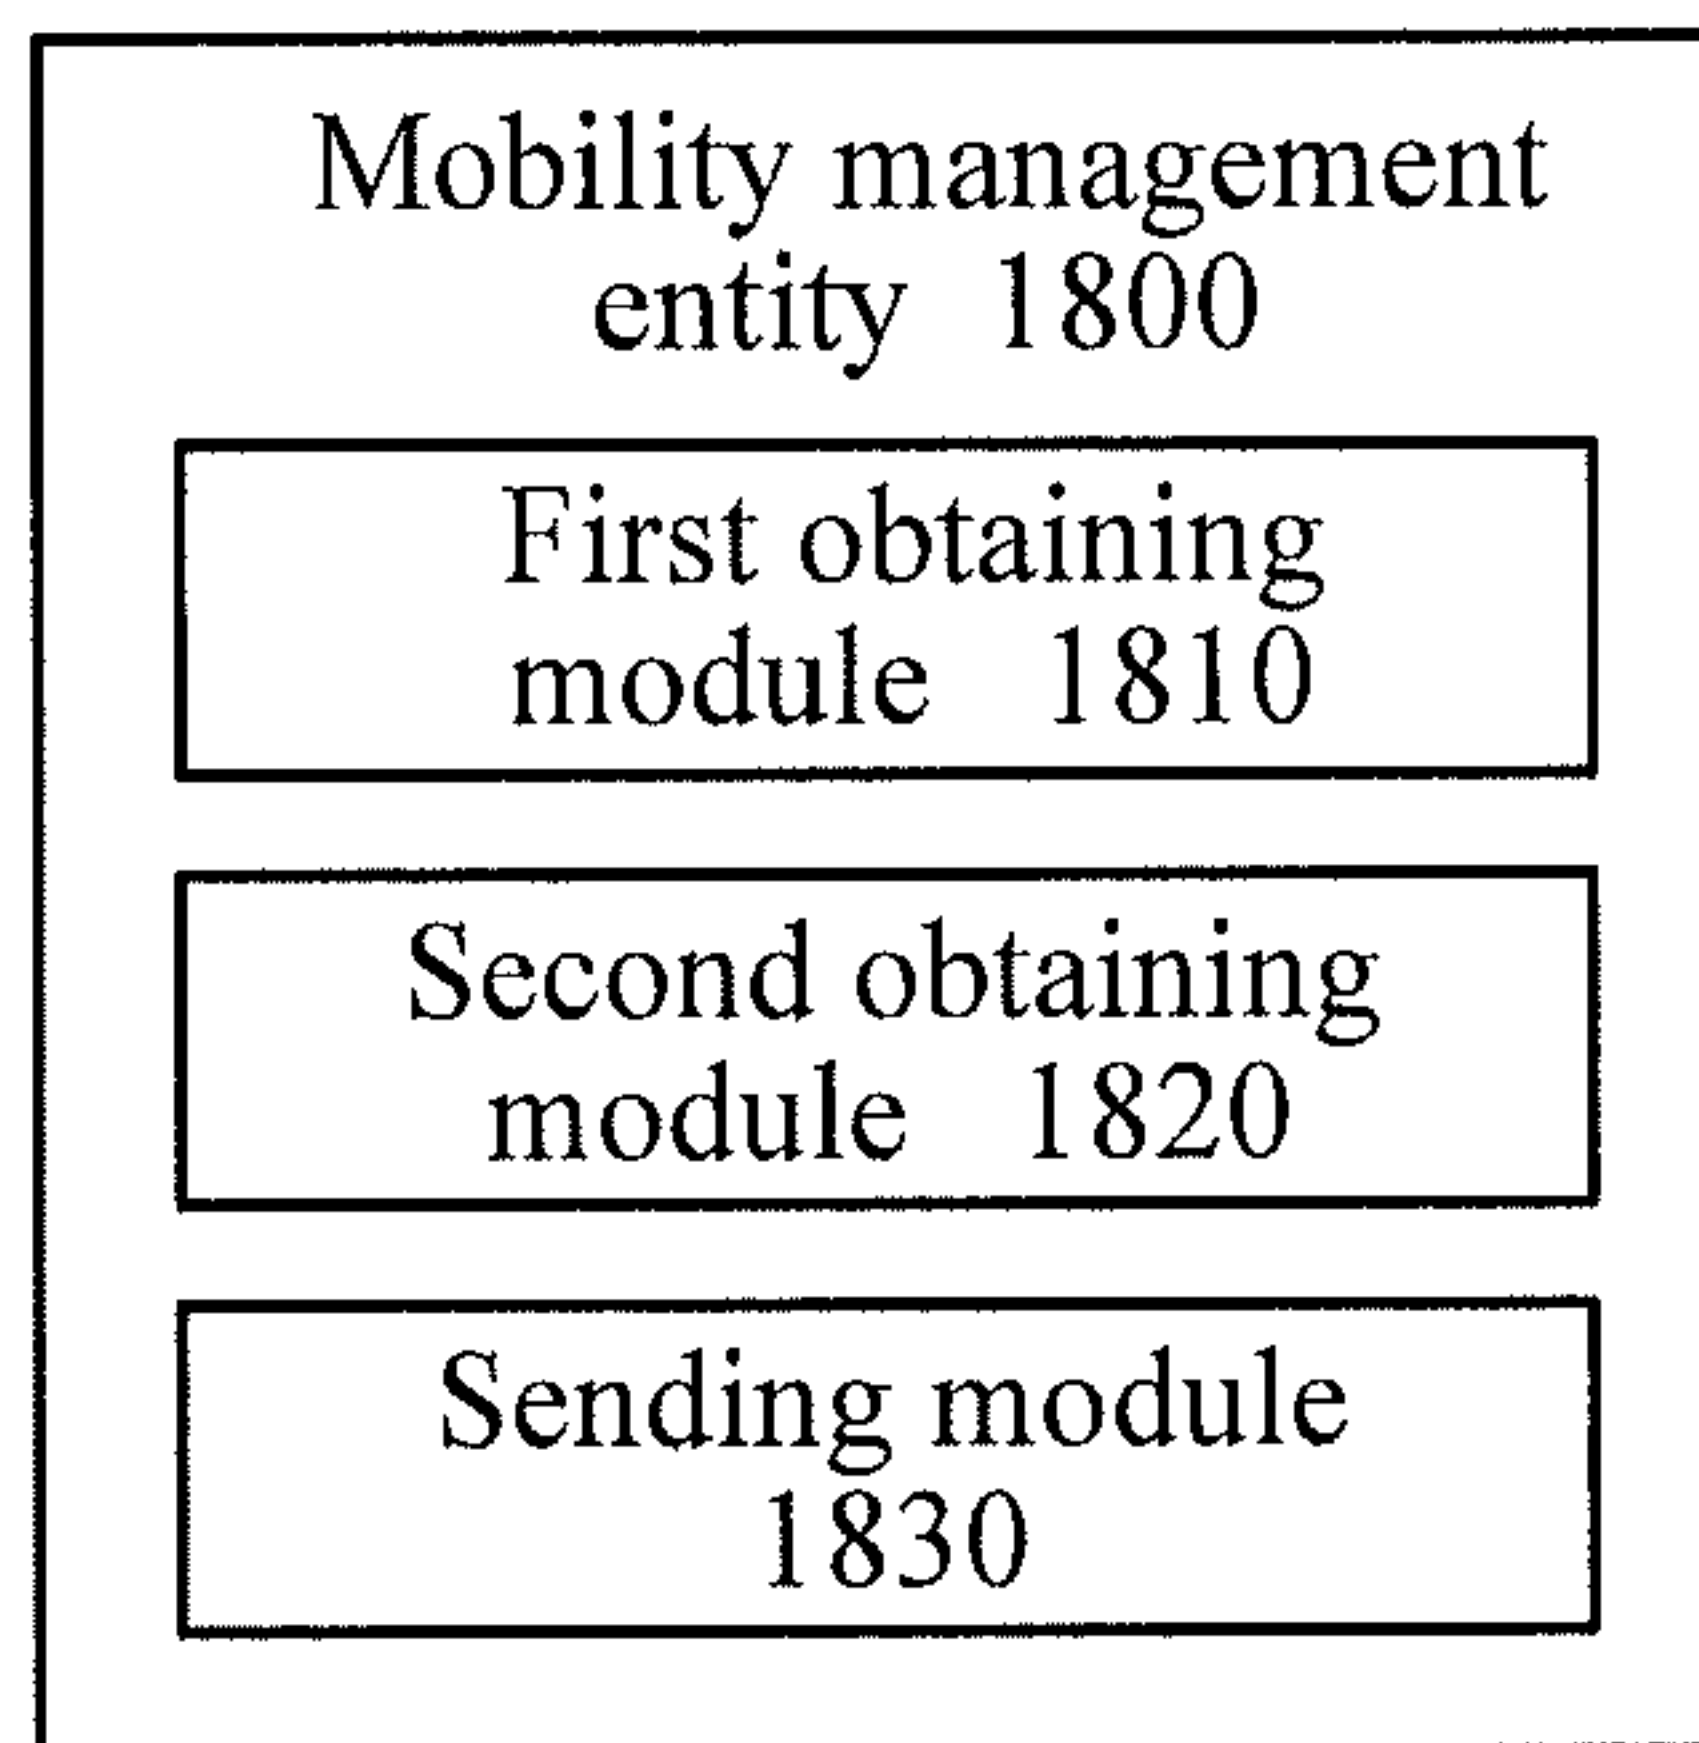 Mobility management
entity 1800
First obtaining
module 1810
Second obtaining
module 1820
Sending module
1830